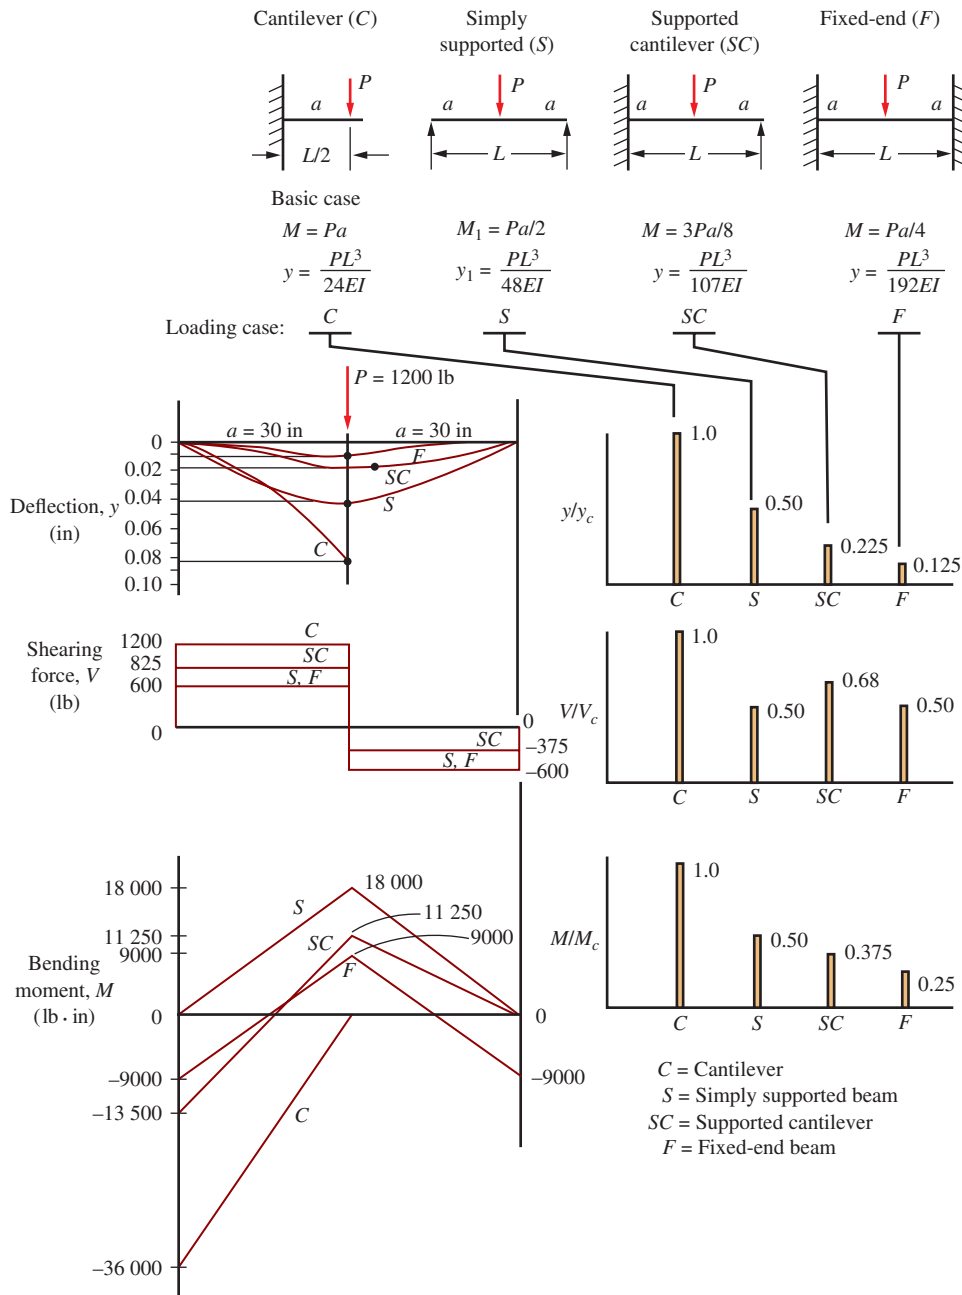 Cantilever (C)
Simply
supported (S)
Supported
cantilever (SC)
Fixed-end (F)
P
a
L/2
P
a
a
L
P
a
a
L
P
a
a
L
Basic case
M = Pa
M₁ = Pa/2
M = 3Pa/8
M = Pa/4
y = PL³/24EI
y₁ = PL³/48EI
y = PL³/107EI
y = PL³/192EI
Loading case:
C
S
SC
F
P = 1200 lb
a = 30 in
a = 30 in
0
0.02
0.04
0.06
0.08
0.10
Deflection, y
(in)
F
SC
S
C
y/y_c
1.0
0.50
0.225
0.125
C
S
SC
F
Shearing
force, V
(lb)
1200
825
600
0
C
SC
S, F
0
SC
–375
S, F
–600
V/V_c
1.0
0.50
0.68
0.50
C
S
SC
F
Bending
moment, M
(lb · in)
18 000
11 250
9000
0
–9000
–13 500
–36 000
S
SC
F
C
18 000
11 250
9000
0
–9000
M/M_c
1.0
0.50
0.375
0.25
C
S
SC
F
C = Cantilever
S = Simply supported beam
SC = Supported cantilever
F = Fixed-end beam